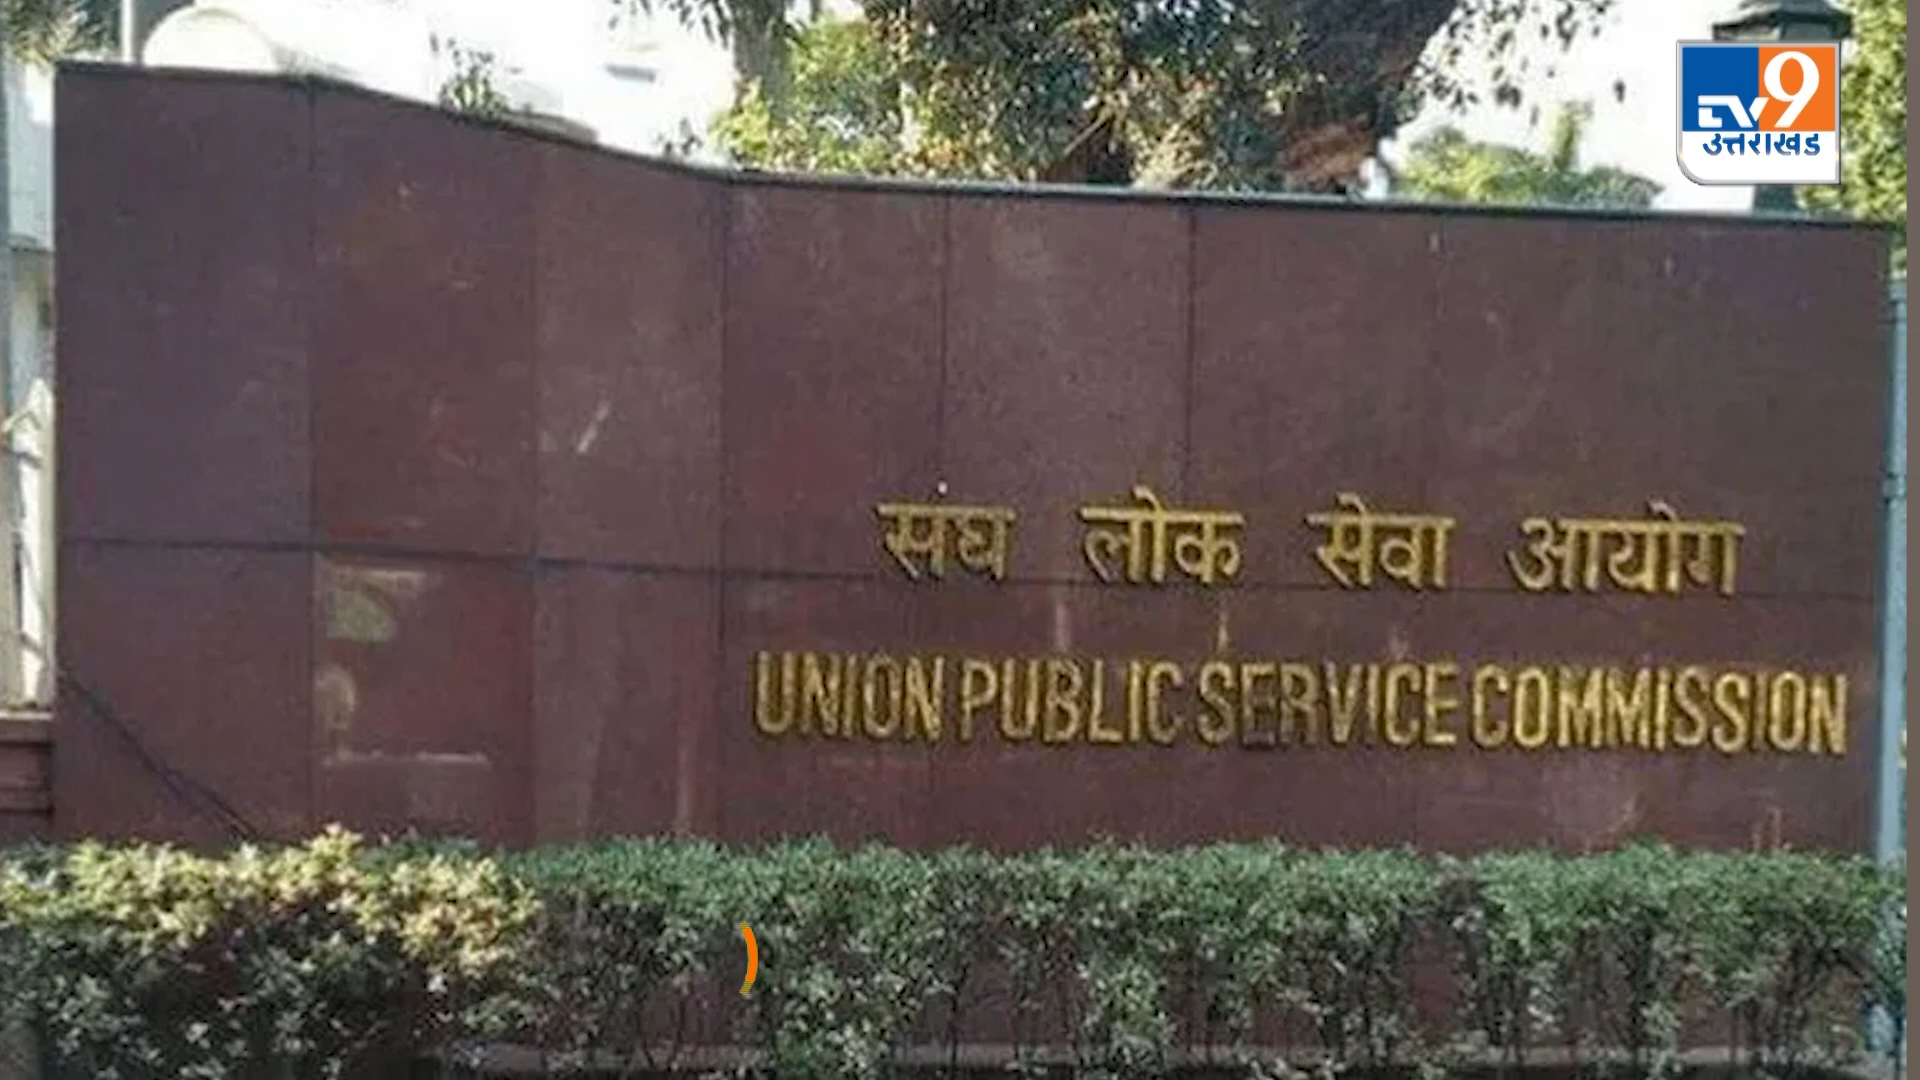 TV9
उत्तराखंड
संघ लोक सेवा आयोग
UNION PUBLIC SERVICE COMMISSION